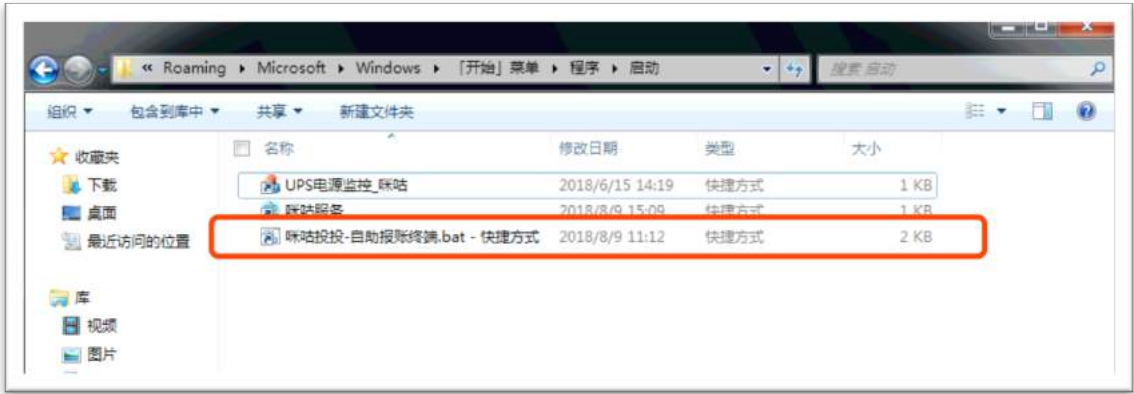 « Roaming ▸ Microsoft ▸ Windows ▸ 「开始」菜单 ▸ 程序 ▸ 启动
搜索 启动
组织 包含到库中 共享 新建文件夹
名称 修改日期 类型 大小
收藏夹
下载
桌面
最近访问的位置
库
视频
图片
UPS电源监控_咪咕 2018/6/15 14:19 快捷方式 1 KB
咪咕服务 2018/8/9 15:09 快捷方式 1 KB
咪咕投投-自助报账终端.bat - 快捷方式 2018/8/9 11:12 快捷方式 2 KB